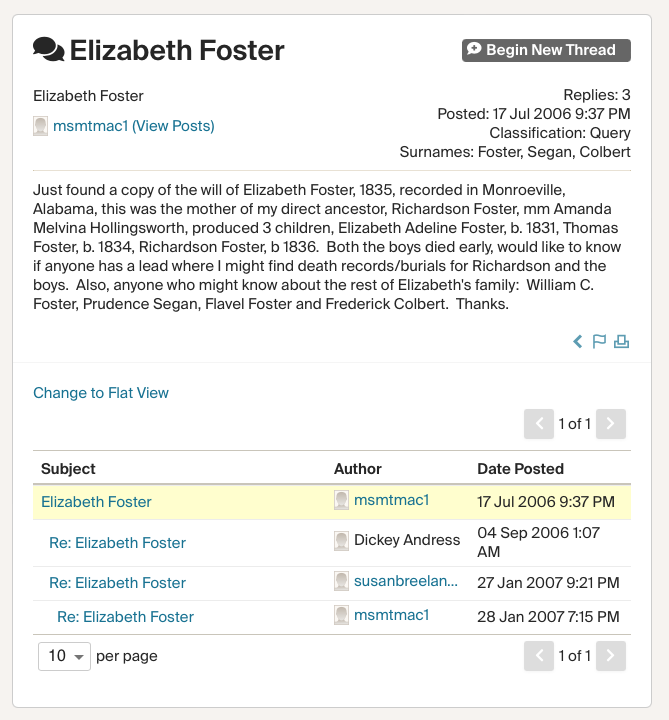 Elizabeth Foster
Begin New Thread
Elizabeth Foster
msmtmac1 (View Posts)
Replies: 3
Posted: 17 Jul 2006 9:37 PM
Classification: Query
Surnames: Foster, Segan, Colbert
Just found a copy of the will of Elizabeth Foster, 1835, recorded in Monroeville,
Alabama, this was the mother of my direct ancestor, Richardson Foster, mm Amanda
Melvina Hollingsworth, produced 3 children, Elizabeth Adeline Foster, b. 1831, Thomas
Foster, b. 1834, Richardson Foster, b 1836.  Both the boys died early, would like to know
if anyone has a lead where I might find death records/burials for Richardson and the
boys.  Also, anyone who might know about the rest of Elizabeth's family:  William C.
Foster, Prudence Segan, Flavel Foster and Frederick Colbert.  Thanks.
Change to Flat View
1 of 1
Subject Author Date Posted
Elizabeth Foster msmtmac1 17 Jul 2006 9:37 PM
Re: Elizabeth Foster Dickey Andress 04 Sep 2006 1:07
AM
Re: Elizabeth Foster susanbreelan... 27 Jan 2007 9:21 PM
Re: Elizabeth Foster msmtmac1 28 Jan 2007 7:15 PM
10 per page 1 of 1